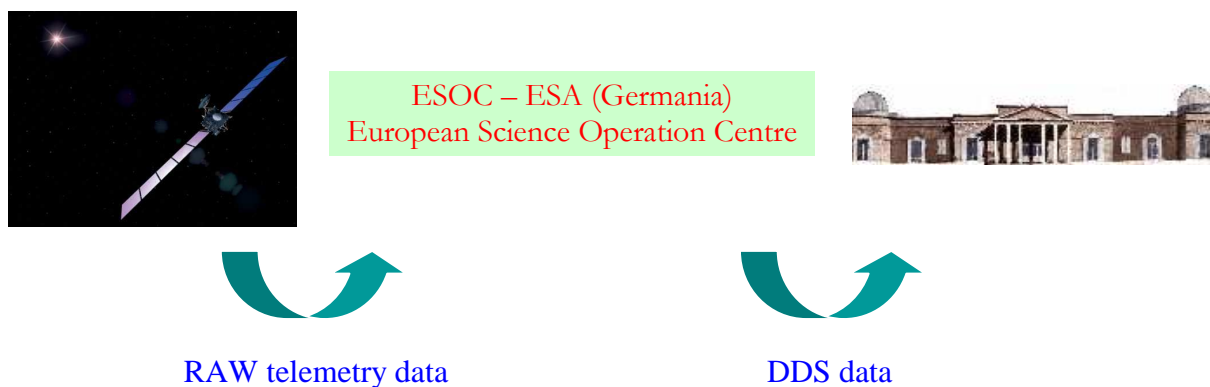 ESOC – ESA (Germania)
European Science Operation Centre
RAW telemetry data
DDS data